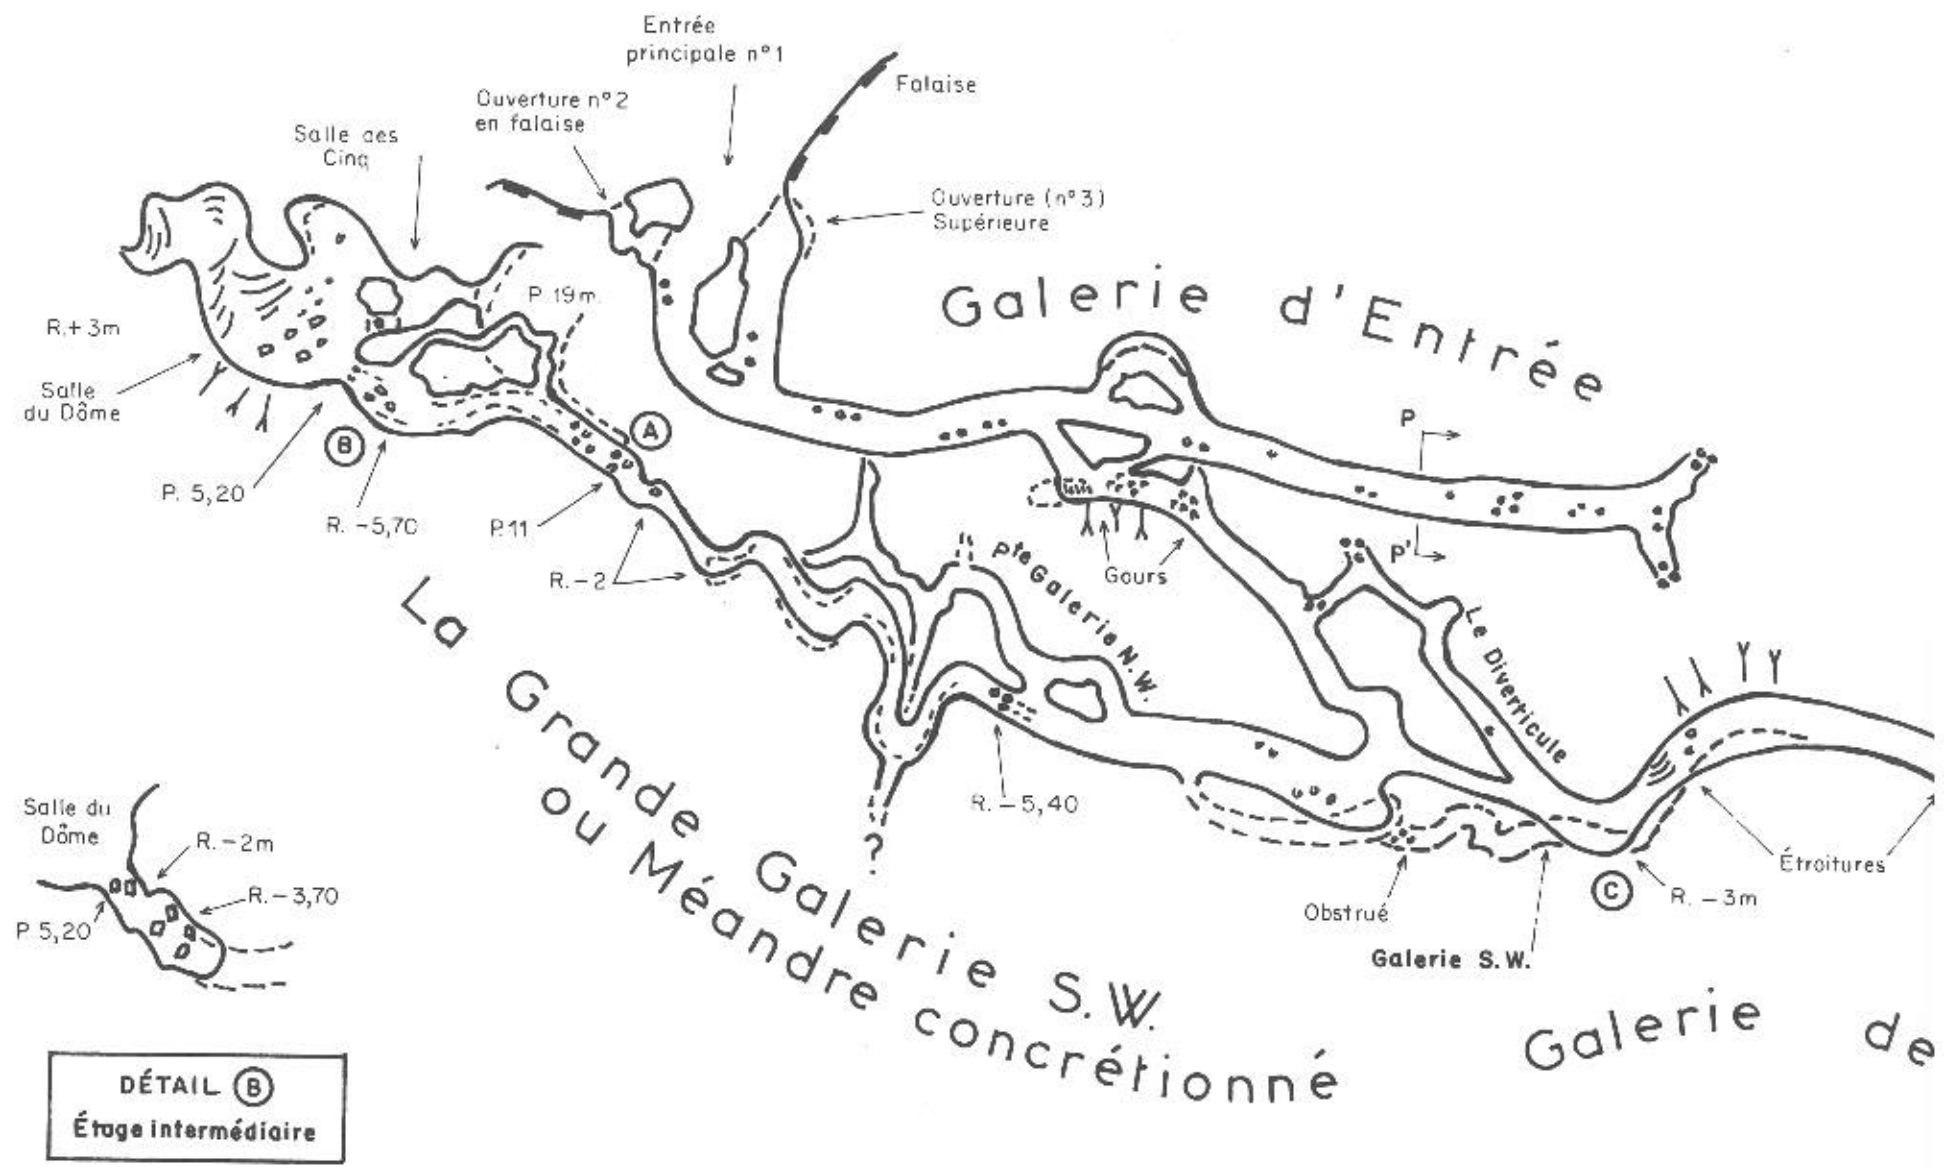 Entrée
principale n°1
Falaise
Ouverture n°2
en falaise
Salle des
Cinq
Ouverture (n°3)
Supérieure
Galerie d'Entrée
P. 19m.
R.+3m
Salle
du Dôme
A
B
P. 5,20
R. -5,70
P.11
R. -2
P
P'
Gours
Pte Galerie N.W.
Le Diverticule
La Grande Galerie S.W.
ou Méandre concrétionné
R. -5,40
?
Étroitures
C
R. -3m
Obstrué
Galerie S.W.
Galerie de
Salle du
Dôme
R. -2m
R. -3,70
P 5,20
DÉTAIL B
Étage intermédiaire